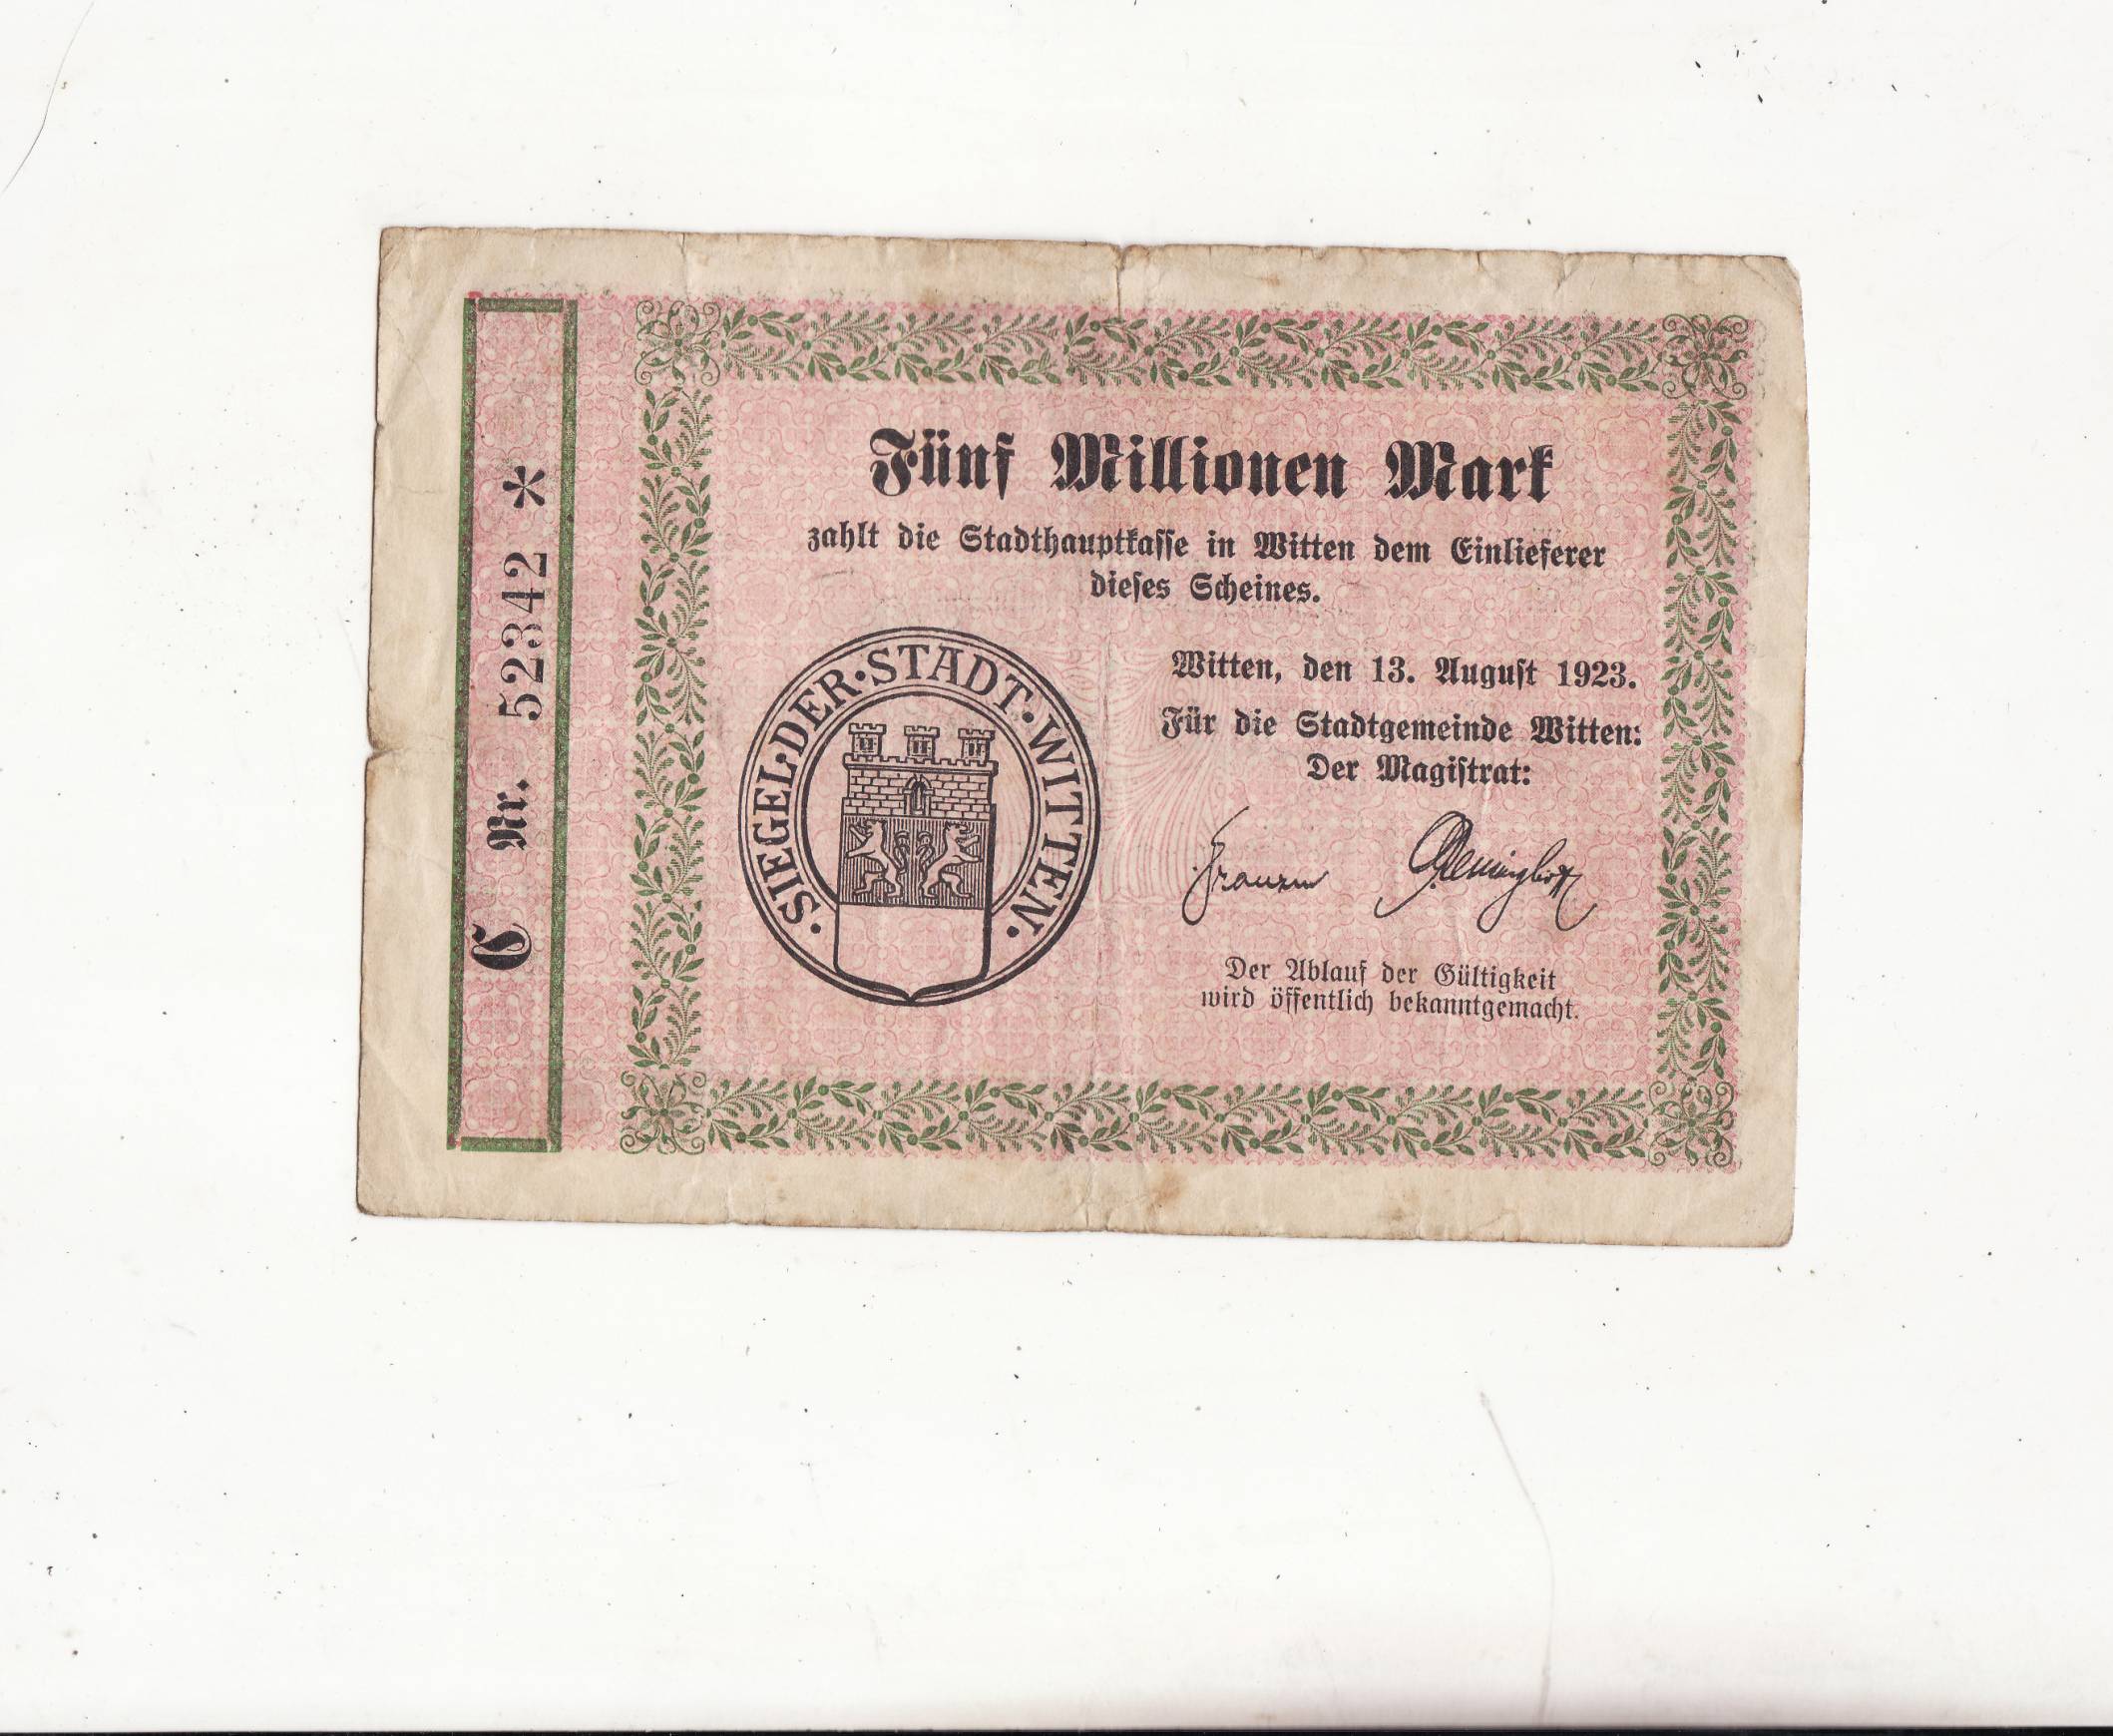 C Nr. 52342 *
Fünf Millionen Mark
zahlt die Stadthauptkasse in Witten dem Einlieferer
dieses Scheines.
·SIEGEL·DER·STADT·WITTEN·
Witten, den 13. August 1923.
Für die Stadtgemeinde Witten:
Der Magistrat:
Der Ablauf der Gültigkeit
wird öffentlich bekanntgemacht.